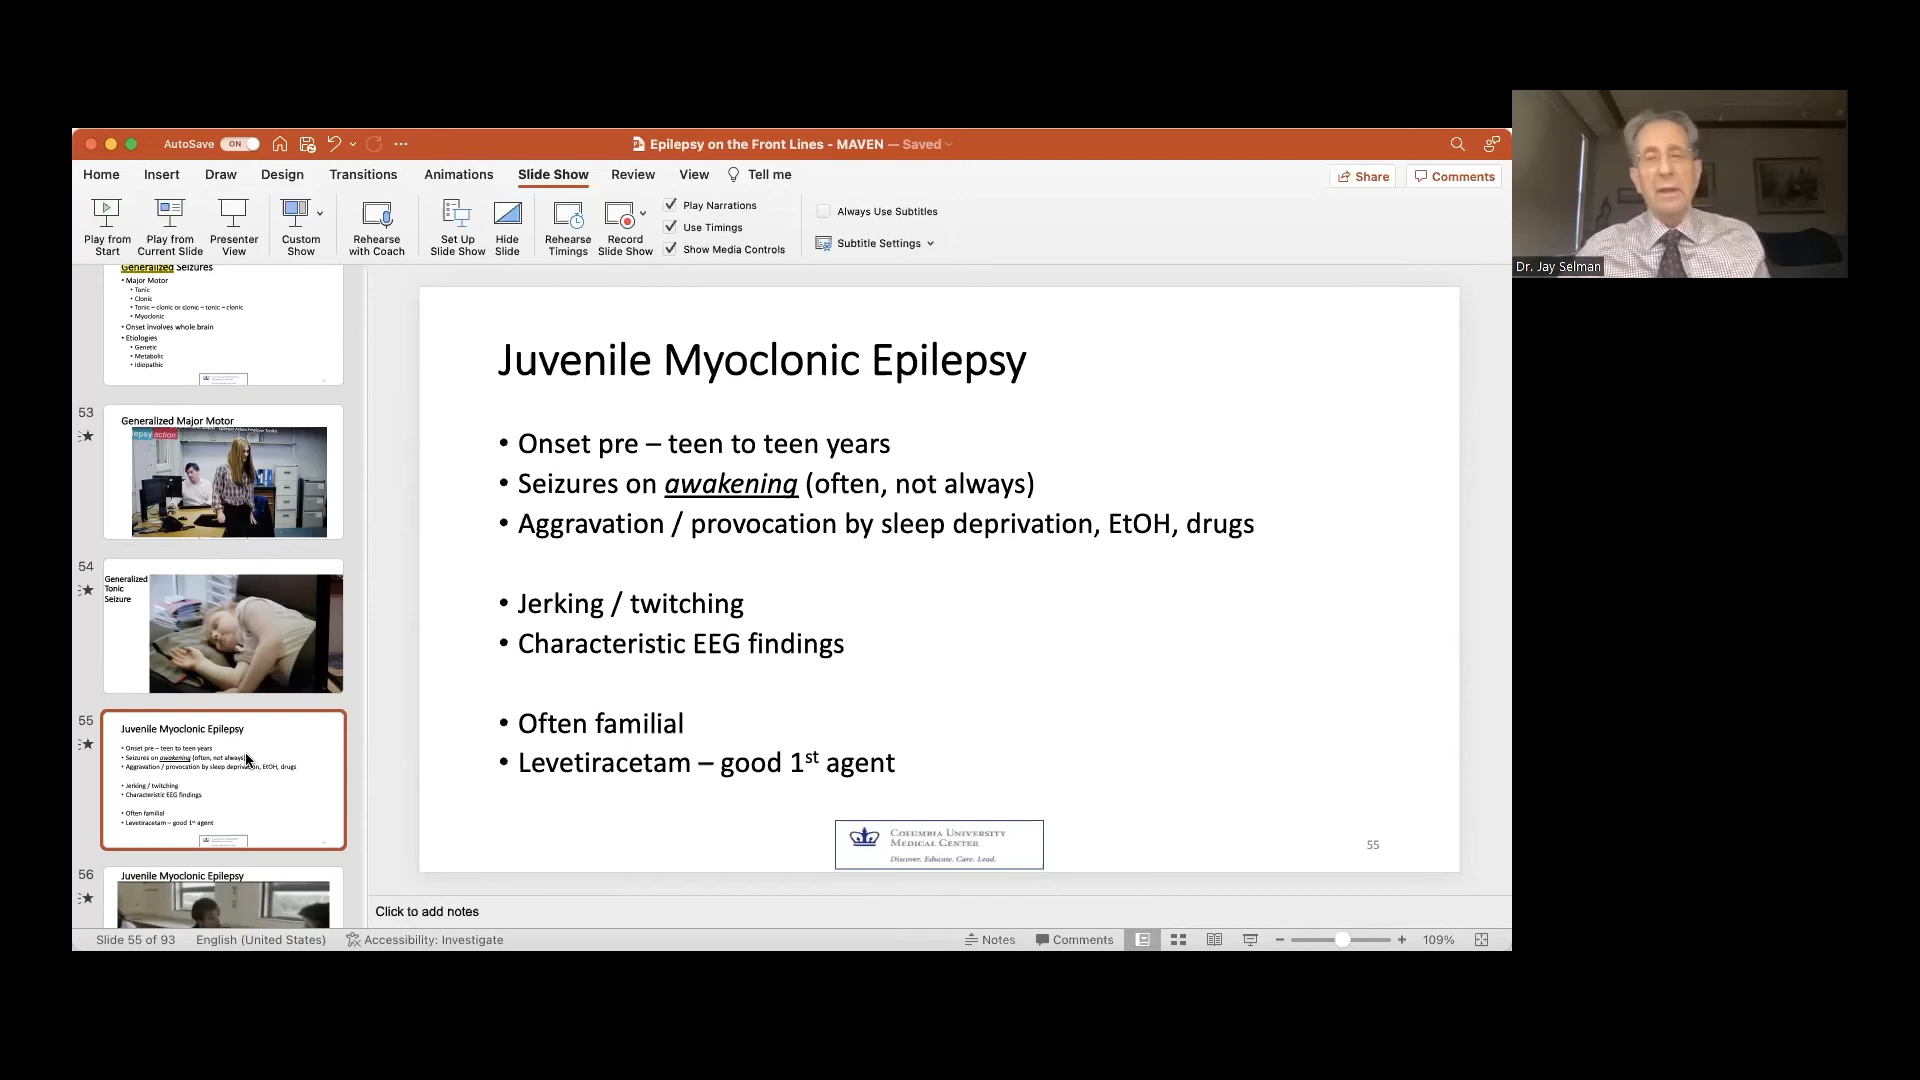 AutoSave ON
Epilepsy on the Front Lines - MAVEN — Saved
Home Insert Draw Design Transitions Animations Slide Show Review View Tell me
Share Comments
Play from Start
Play from Current Slide
Presenter View
Custom Show
Rehearse with Coach
Set Up Slide Show
Hide Slide
Rehearse Timings
Record Slide Show
Play Narrations
Use Timings
Show Media Controls
Always Use Subtitles
Subtitle Settings
Generalized Seizures
• Major Motor
• Tonic
• Clonic
• Tonic – clonic or clonic – tonic – clonic
• Myoclonic
• Onset involves whole brain
• Etiologies
• Genetic
• Metabolic
• Idiopathic
53
Generalized Major Motor
54
Generalized
Tonic
Seizure
55
Juvenile Myoclonic Epilepsy
• Onset pre – teen to teen years
• Seizures on awakening (often, not always)
• Aggravation / provocation by sleep deprivation, EtOH, drugs
• Jerking / twitching
• Characteristic EEG findings
• Often familial
• Levetiracetam – good 1st agent
56
Juvenile Myoclonic Epilepsy
Juvenile Myoclonic Epilepsy
• Onset pre – teen to teen years
• Seizures on awakening (often, not always)
• Aggravation / provocation by sleep deprivation, EtOH, drugs
• Jerking / twitching
• Characteristic EEG findings
• Often familial
• Levetiracetam – good 1st agent
COLUMBIA UNIVERSITY
MEDICAL CENTER
Discover. Educate. Care. Lead.
55
Click to add notes
Slide 55 of 93 English (United States) Accessibility: Investigate
Notes Comments 109%
Dr. Jay Selman